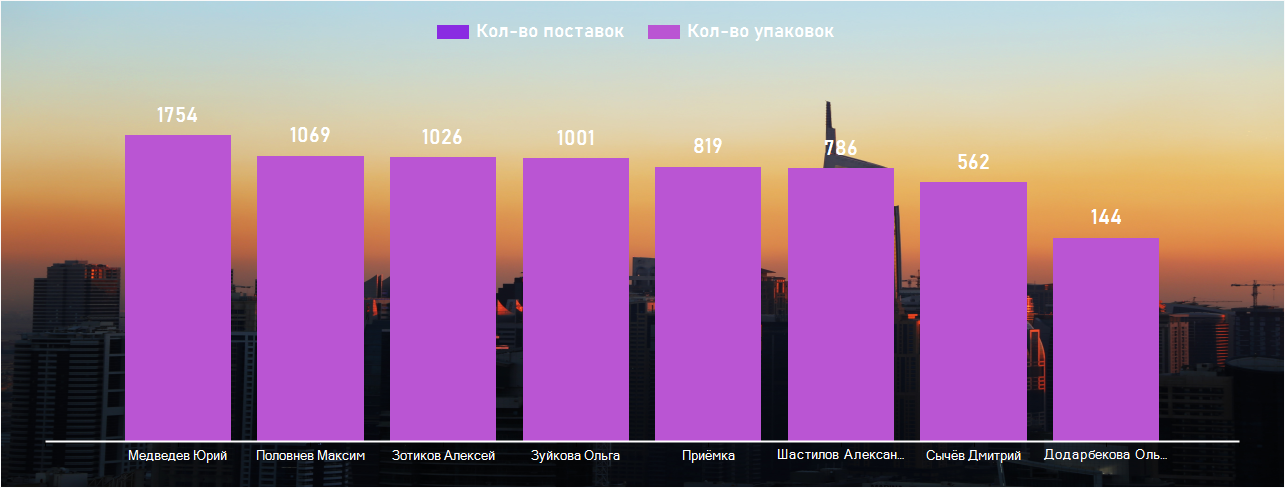 Кол-во поставок Кол-во упаковок
1754 1069 1026 1001 819 786 562 144
Медведев Юрий Половнев Максим Зотиков Алексей Зуйкова Ольга Приёмка Шастилов Алексан... Сычёв Дмитрий Додарбекова Оль...